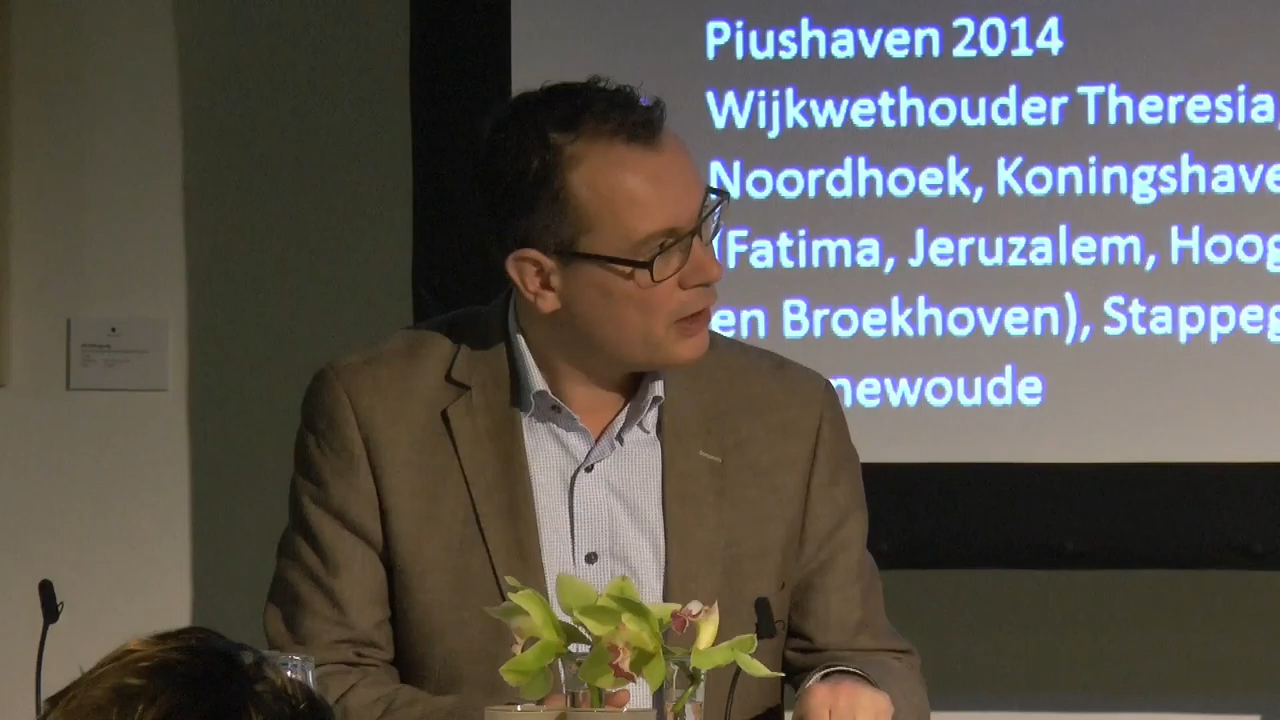 Piushaven 2014
Wijkwethouder Theresia,
Noordhoek, Koningshave
(Fatima, Jeruzalem, Hoog
en Broekhoven), Stappeg
newoude